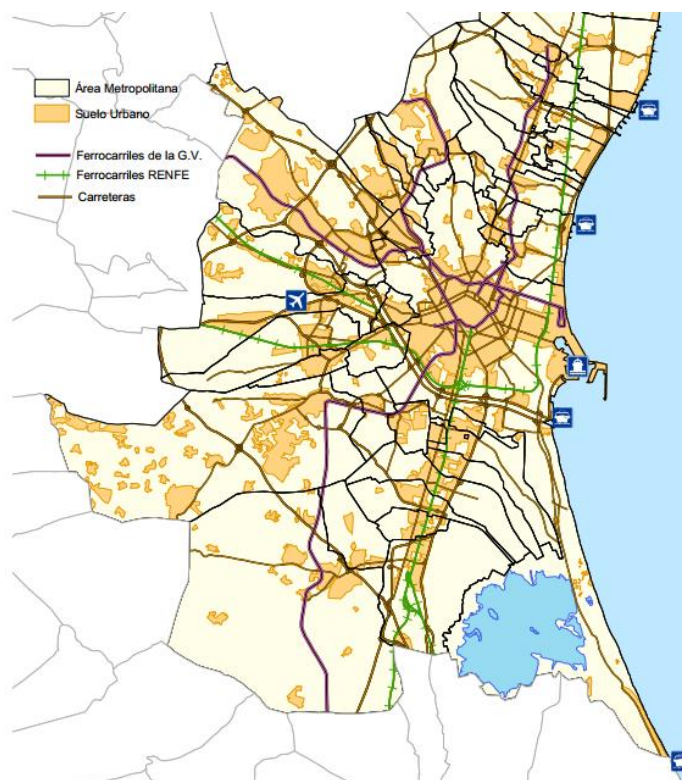 Área Metropolitana
Suelo Urbano
Ferrocarriles de la G.V.
Ferrocarriles RENFE
Carreteras